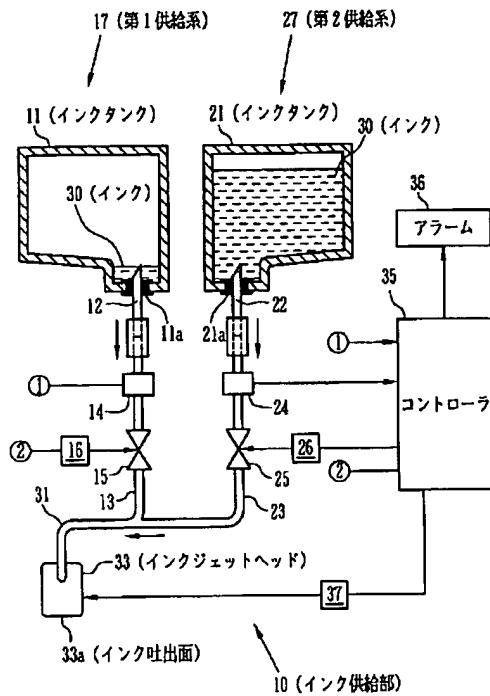 17 (第1供給系)
27 (第2供給系)
11 (インクタンク)
21 (インクタンク)
30 (インク)
30 (インク)
36
アラーム
35
12
11a
21a
22
①
①
コントローラ
14
24
②
16
26
②
15
13
25
23
31
33 (インクジェットヘッド)
37
33a (インク吐出面)
10 (インク供給部)